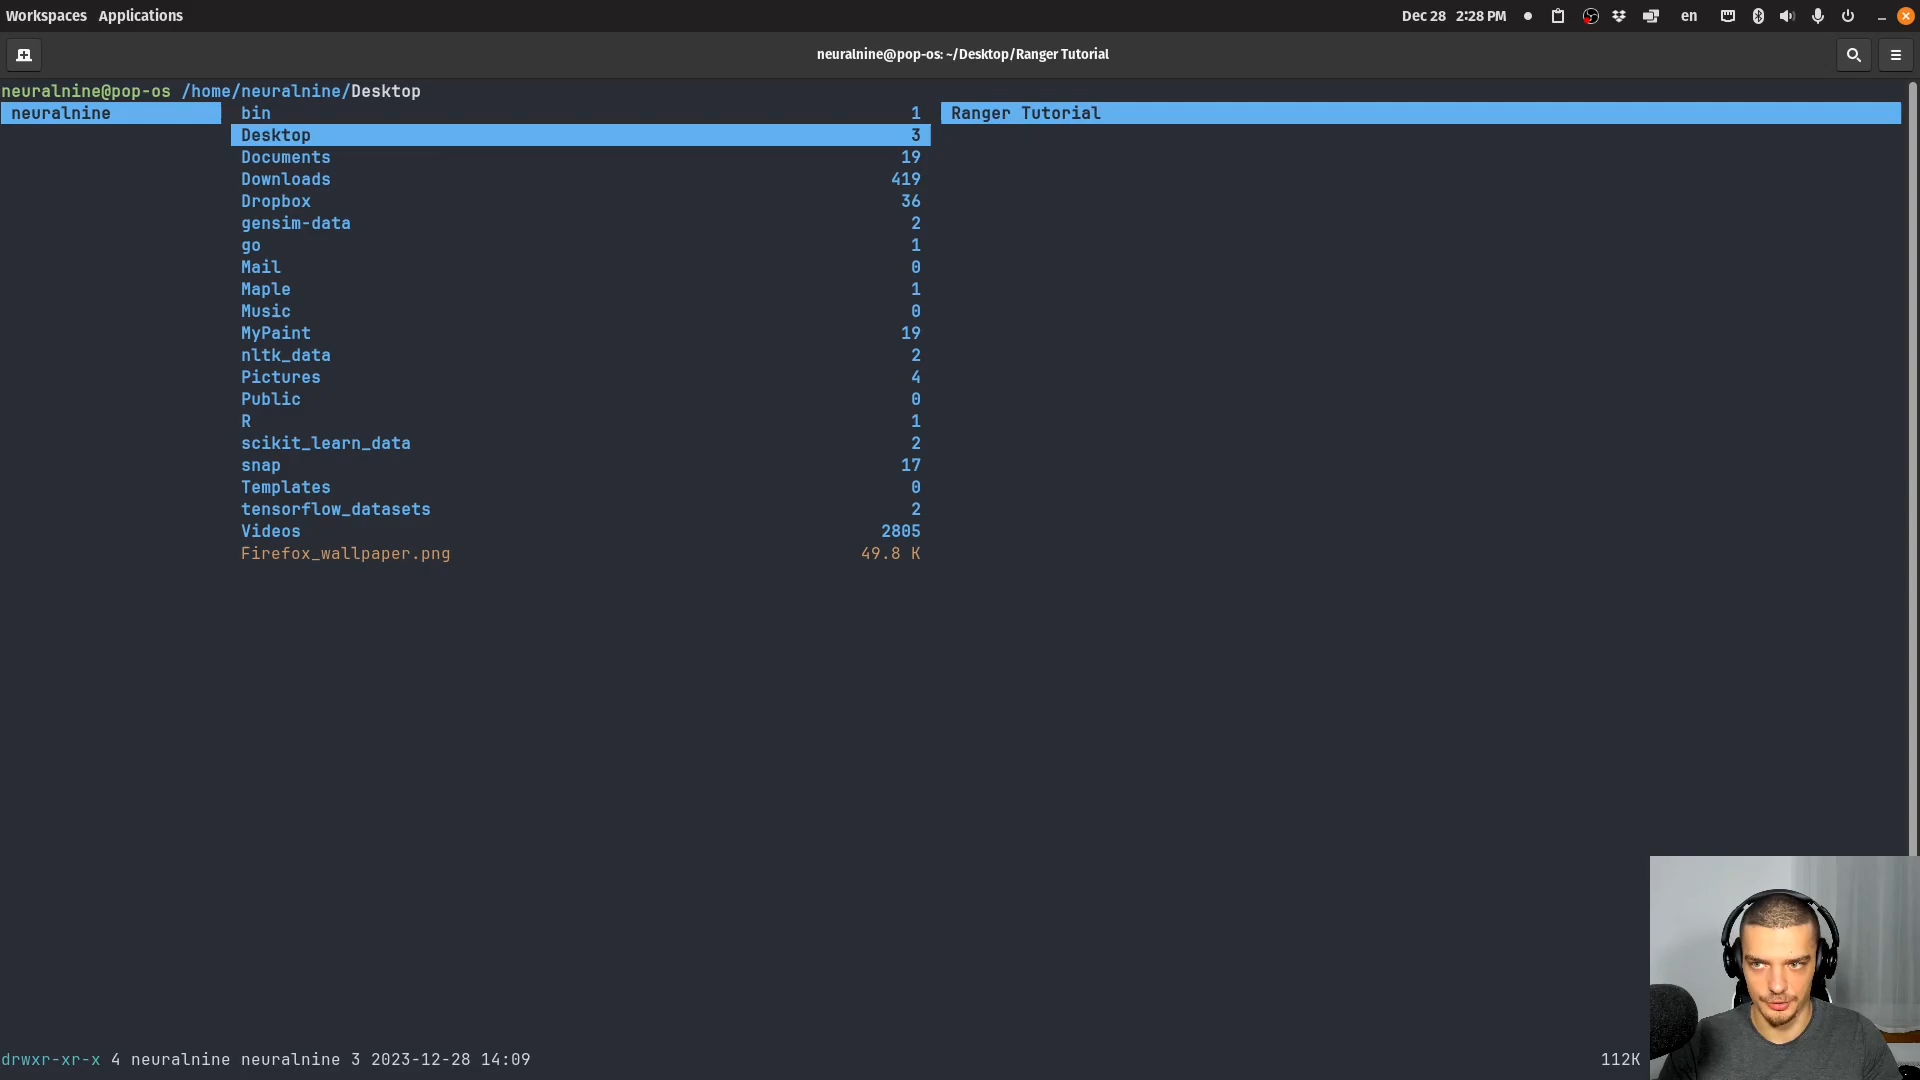 Workspaces Applications Dec 28 2:28 PM en
neuralnine@pop-os: ~/Desktop/Ranger Tutorial
neuralnine@pop-os /home/neuralnine/Desktop
neuralnine bin 1 Ranger Tutorial
Desktop 3
Documents 19
Downloads 419
Dropbox 36
gensim-data 2
go 1
Mail 0
Maple 1
Music 0
MyPaint 19
nltk_data 2
Pictures 4
Public 0
R 1
scikit_learn_data 2
snap 17
Templates 0
tensorflow_datasets 2
Videos 2805
Firefox_wallpaper.png 49.8 K
drwxr-xr-x 4 neuralnine neuralnine 3 2023-12-28 14:09 112K